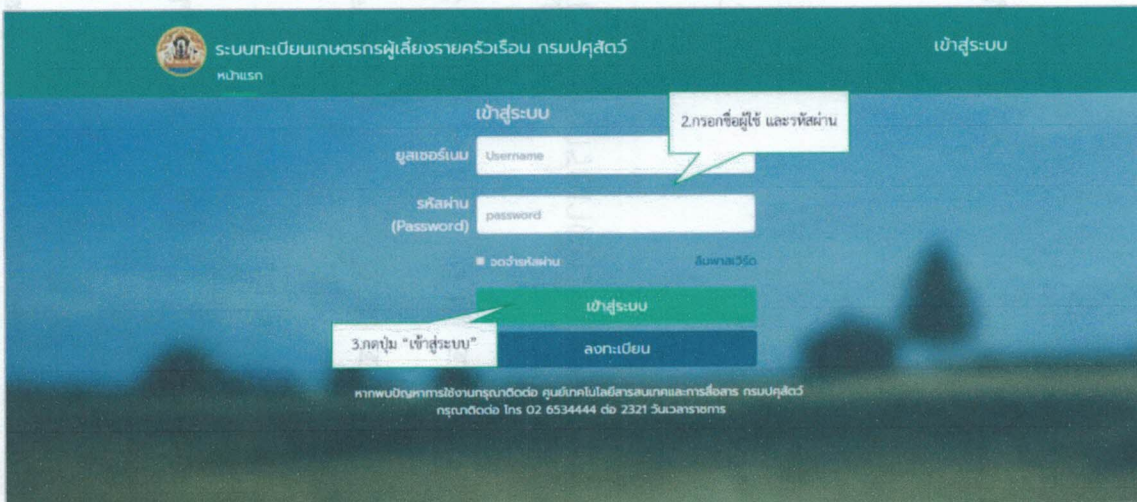 ระบบทะเบียนเกษตรกรผู้เลี้ยงรายครัวเรือน กรมปศุสัตว์
เข้าสู่ระบบ
หน้าแรก
เข้าสู่ระบบ
2.กรอกชื่อผู้ใช้ และรหัสผ่าน
ยูสเซอร์เนม
Username
รหัสผ่าน
(Password)
password
จดจำรหัสผ่าน
ลืมพาสเวิร์ด
เข้าสู่ระบบ
3.กดปุ่ม “เข้าสู่ระบบ”
ลงทะเบียน
หากพบปัญหาการใช้งานกรุณาติดต่อ ศูนย์เทคโนโลยีสารสนเทศและการสื่อสาร กรมปศุสัตว์
กรุณาติดต่อ โทร 02 6534444 ต่อ 2321 วันเวลาราชการ